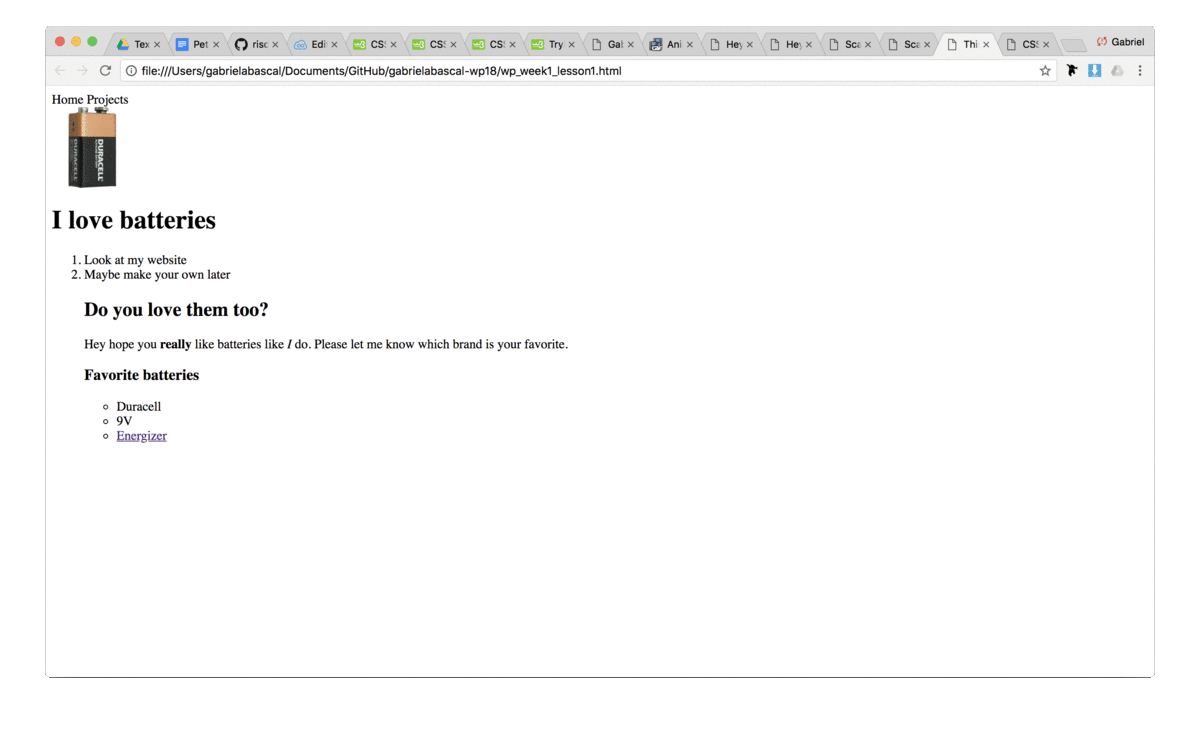 Tex Pet risc Edi CS: CS: CS: Try Gal Ani Hey Hey Sca Sca Thi CS: Gabriel
file:///Users/gabrielabascal/Documents/GitHub/gabrielabascal-wp18/wp_week1_lesson1.html
Home Projects
DURACELL DURACELL
I love batteries
1. Look at my website
2. Maybe make your own later
Do you love them too?
Hey hope you really like batteries like I do. Please let me know which brand is your favorite.
Favorite batteries
Duracell
9V
Energizer